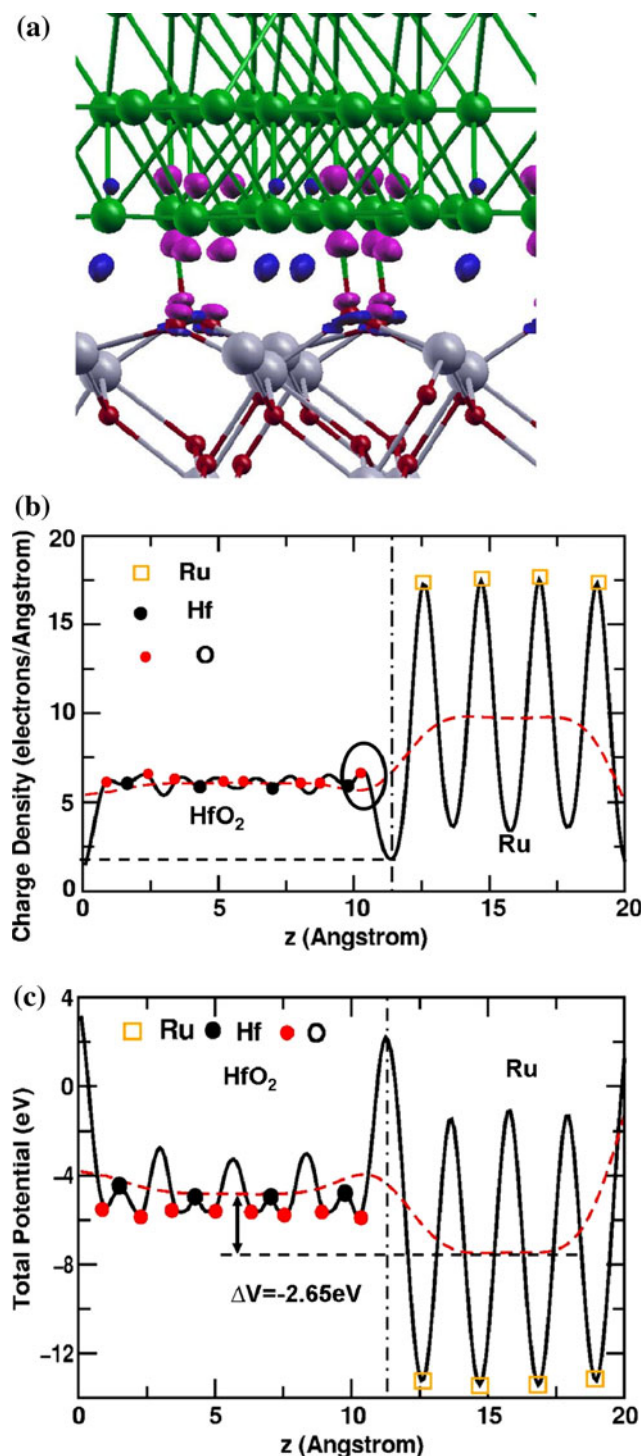 (a)
(b)
20
15
10
5
0
Charge Density (electrons/Angstrom)
Ru
Hf
O
HfO₂
Ru
0 5 10 15 20
z (Angstrom)
(c)
4
0
−4
−8
−12
Total Potential (eV)
Ru Hf O
HfO₂
Ru
ΔV=-2.65eV
0 5 10 15 20
z (Angstrom)